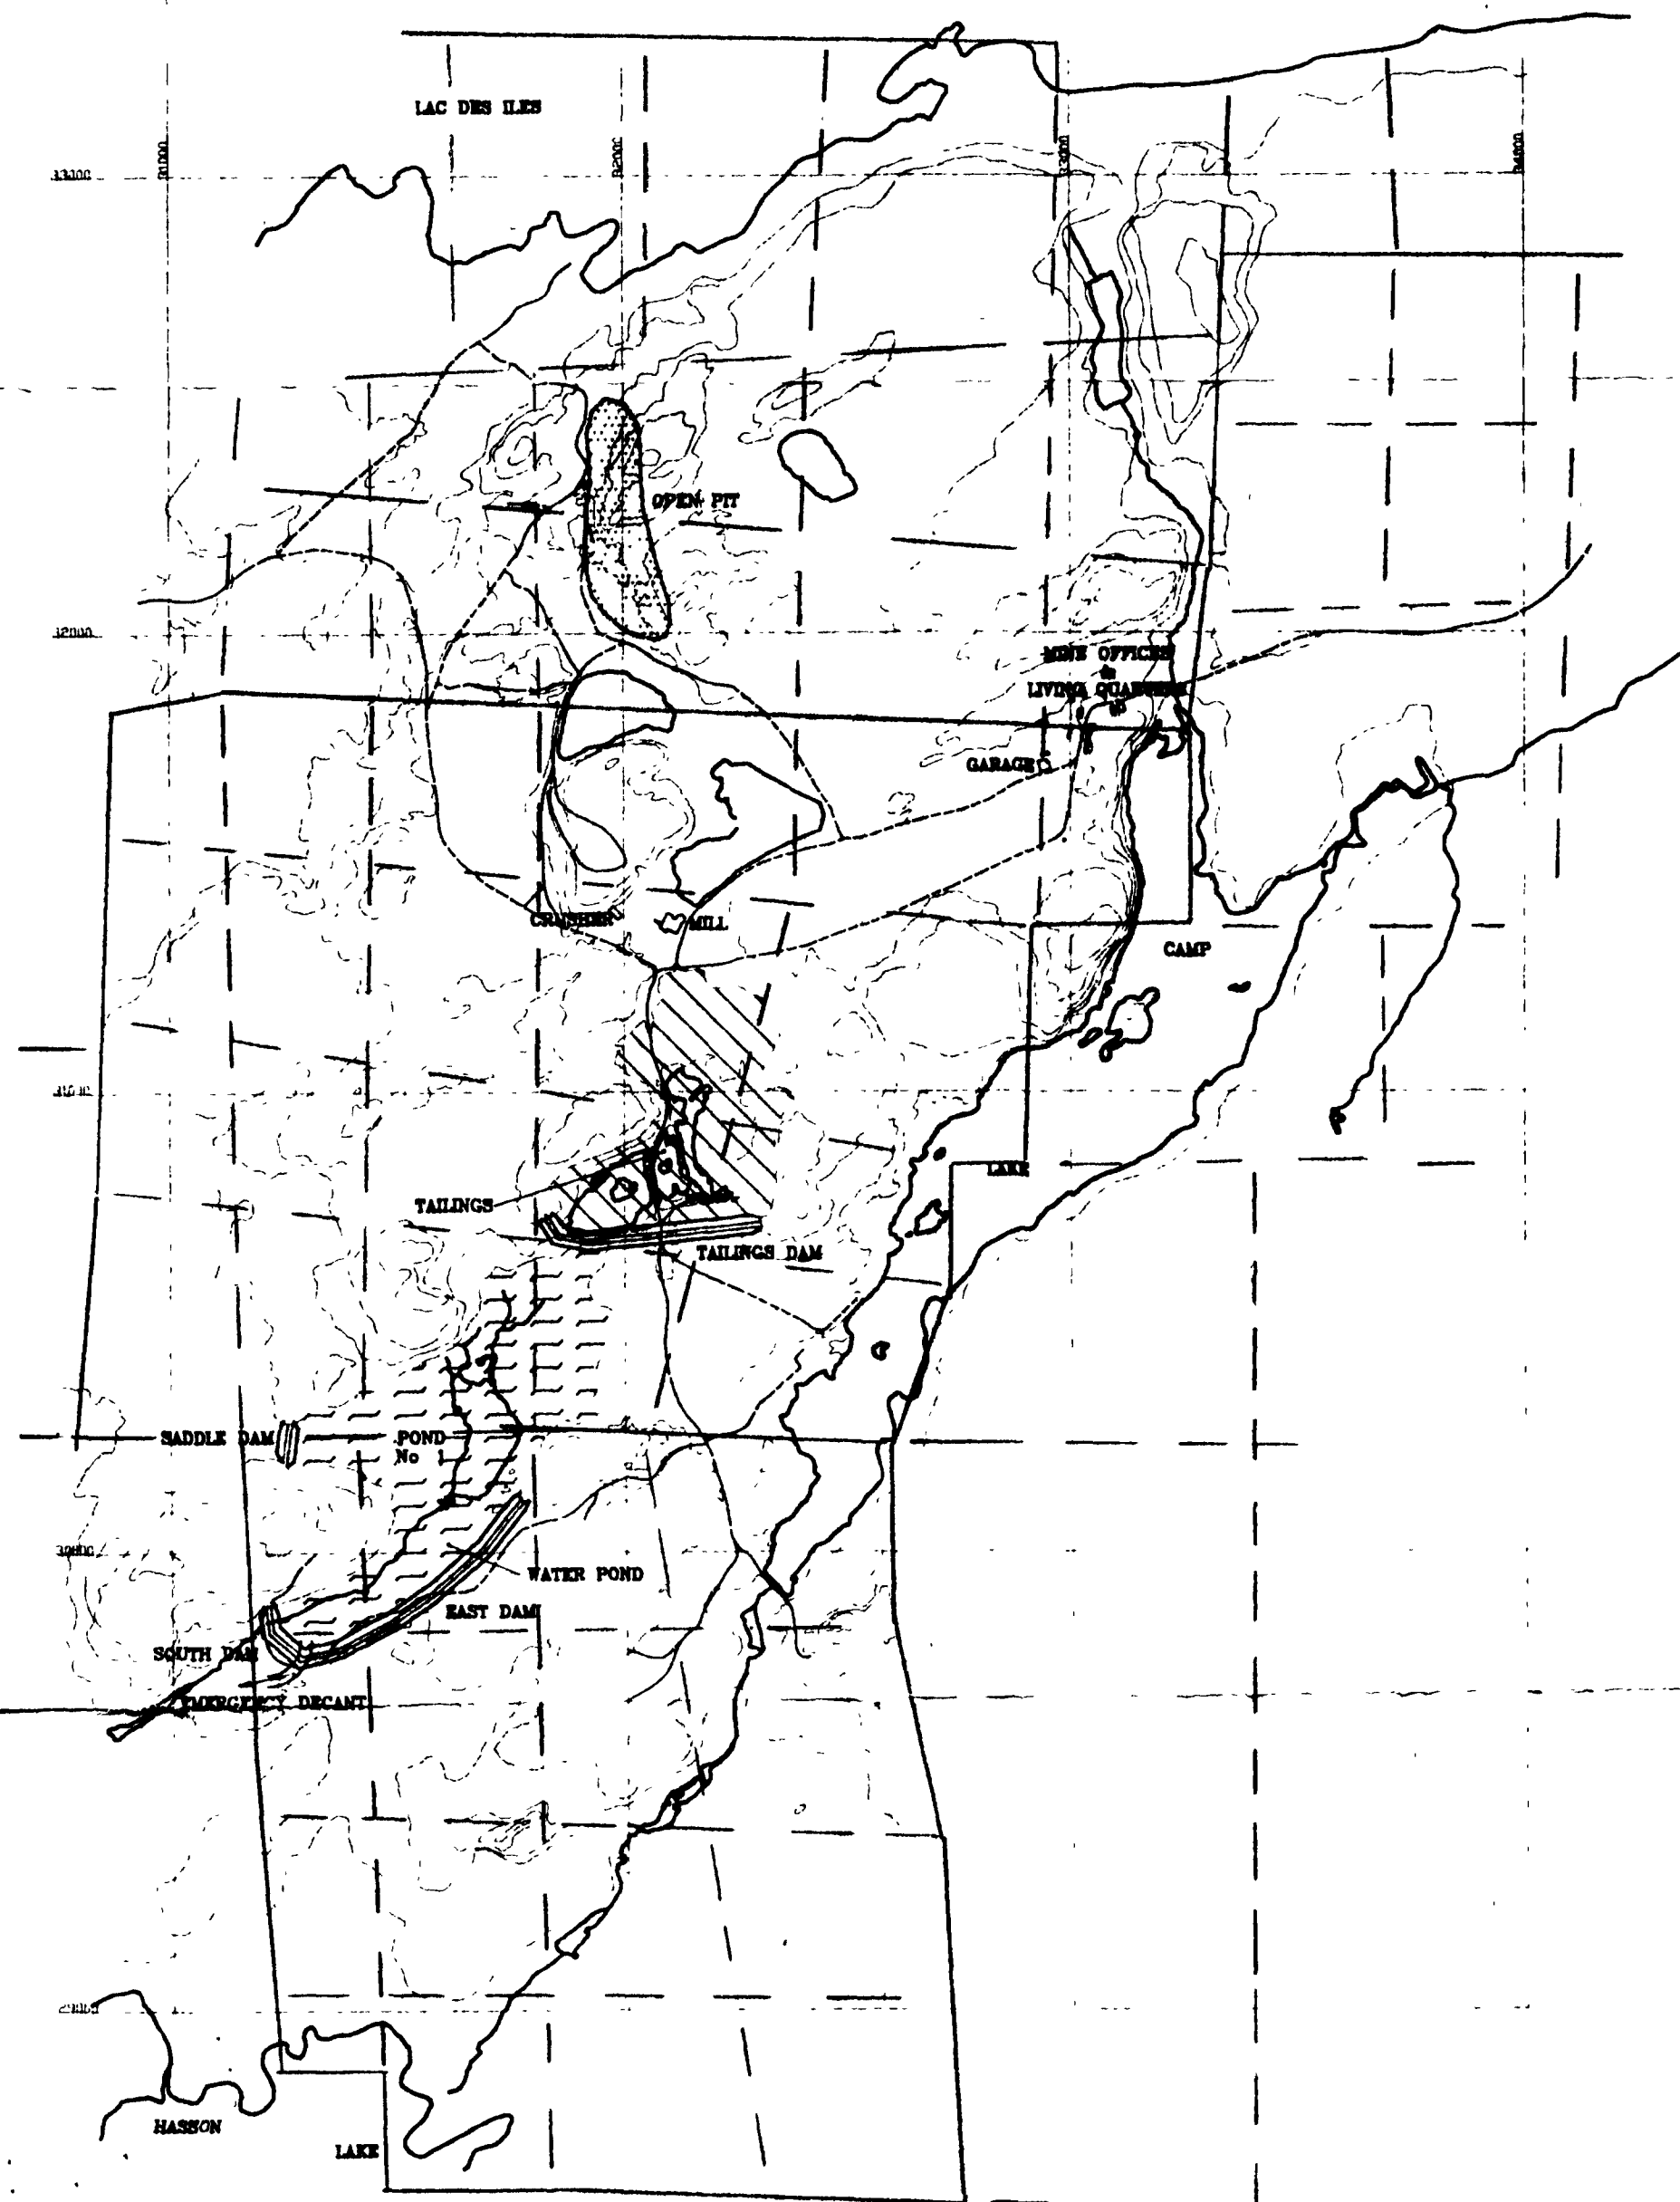 LAC DES ILES
OPEN PIT
12000
MINE OFFICES
&
LIVING QUARTERS
GARAGE
CRUSHER
MILL
CAMP
LAKE
TAILINGS
TAILINGS DAM
SADDLE DAM
POND
No 1
WATER POND
EAST DAM
SOUTH DAM
EMERGENCY DECANT
HASSON
LAKE